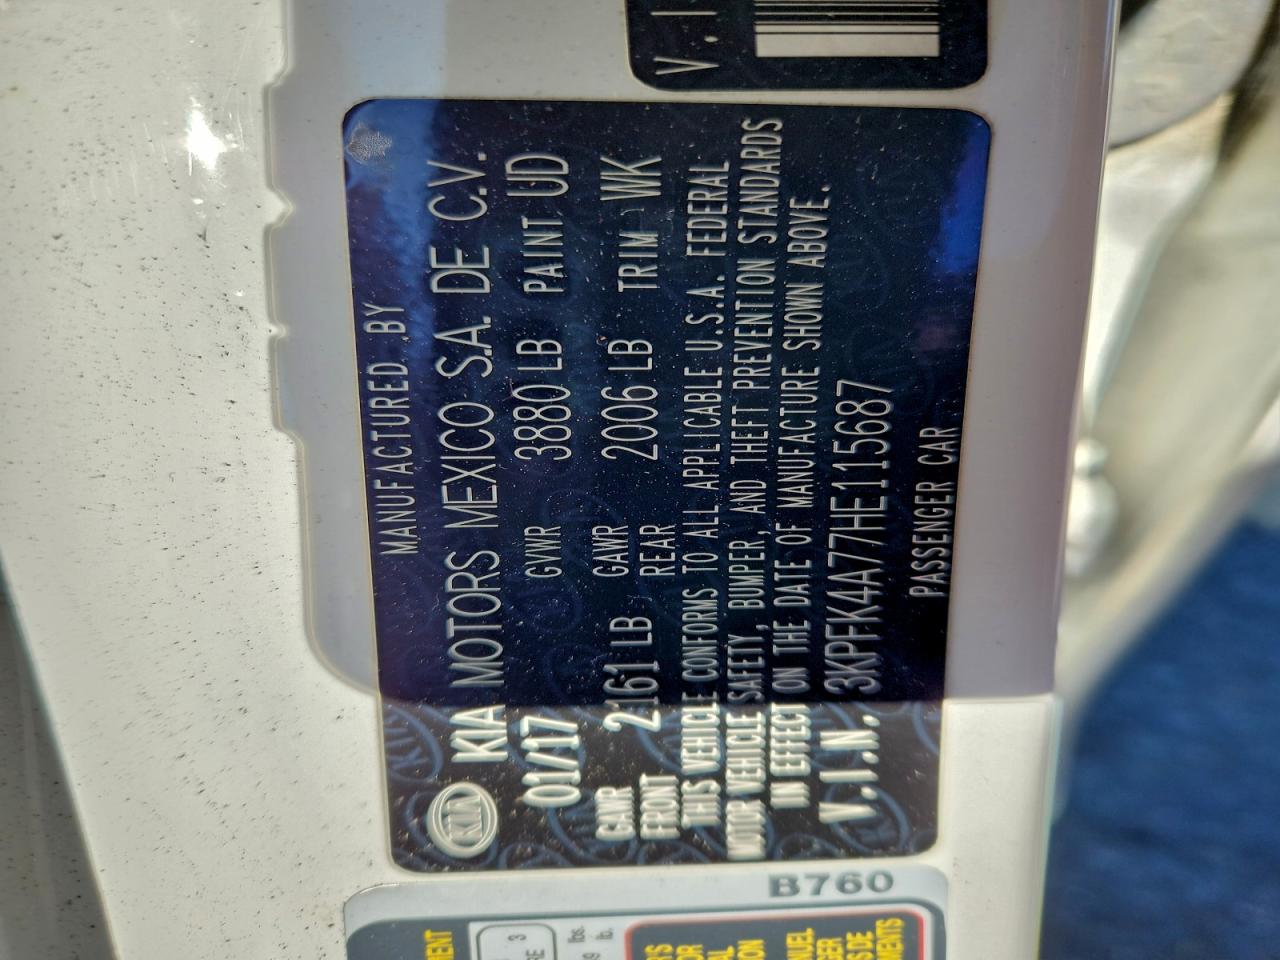 V.I
MANUFACTURED BY
KIA KIA MOTORS MEXICO S.A. DE C.V.
01/17 GVWR 3880 LB PAINT UD
GAWR FRONT 2161 LB GAWR REAR 2006 LB TRIM WK
THIS VEHICLE CONFORMS TO ALL APPLICABLE U.S.A. FEDERAL
MOTOR VEHICLE SAFETY, BUMPER, AND THEFT PREVENTION STANDARDS
IN EFFECT ON THE DATE OF MANUFACTURE SHOWN ABOVE.
V.I.N. 3KPFK4A77HE115687
PASSENGER CAR
B760